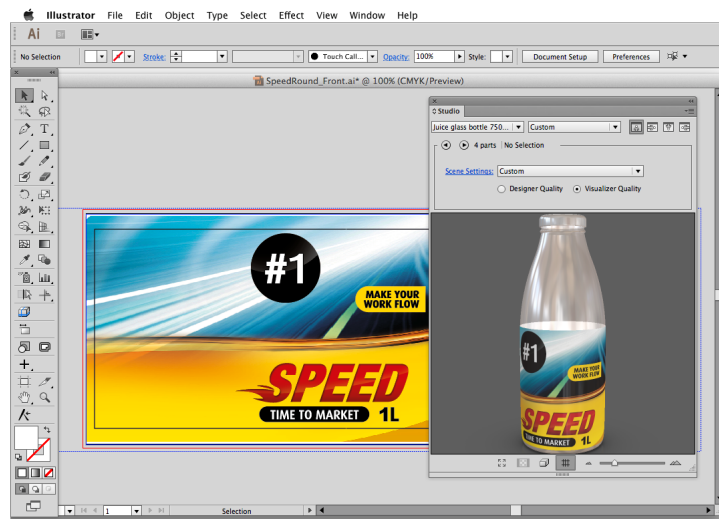 Illustrator File Edit Object Type Select Effect View Window Help
Ai
No Selection Stroke: Touch Call... Opacity: 100% Style: Document Setup Preferences
SpeedRound_Front.ai* @ 100% (CMYK/Preview)
Studio
Juice glass bottle 750... Custom
4 parts No Selection
Scene Settings: Custom
Designer Quality Visualizer Quality
#1
MAKE YOUR
WORK FLOW
SPEED
TIME TO MARKET 1L
#1
MAKE YOUR
WORK FLOW
SPEED
TIME TO MARKET 1L
1 Selection